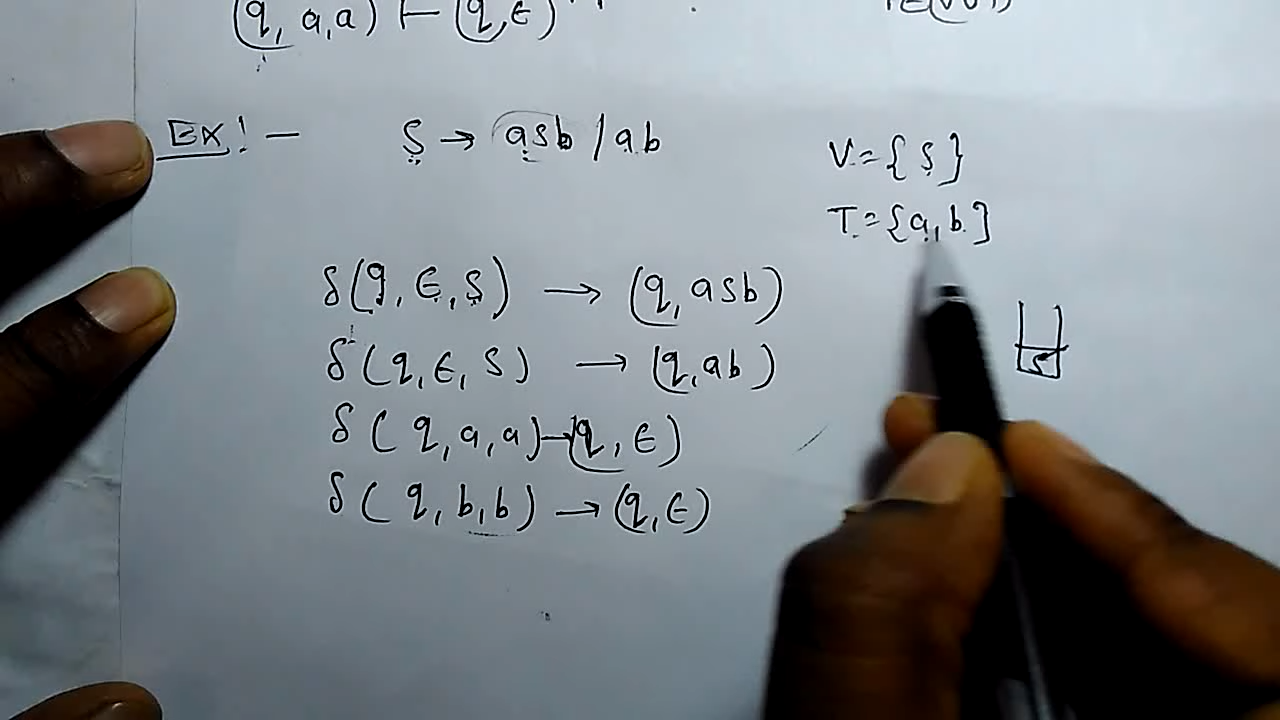 (q, a, a) ⊢ (q, ϵ)
Ex! - S → asb / ab
V = { S }
T = {a, b}
δ(q, ϵ, S) → (q, asb)
δ(q, ϵ, S) → (q, ab)
δ(q, a, a) → (q, ϵ)
δ(q, b, b) → (q, ϵ)
S